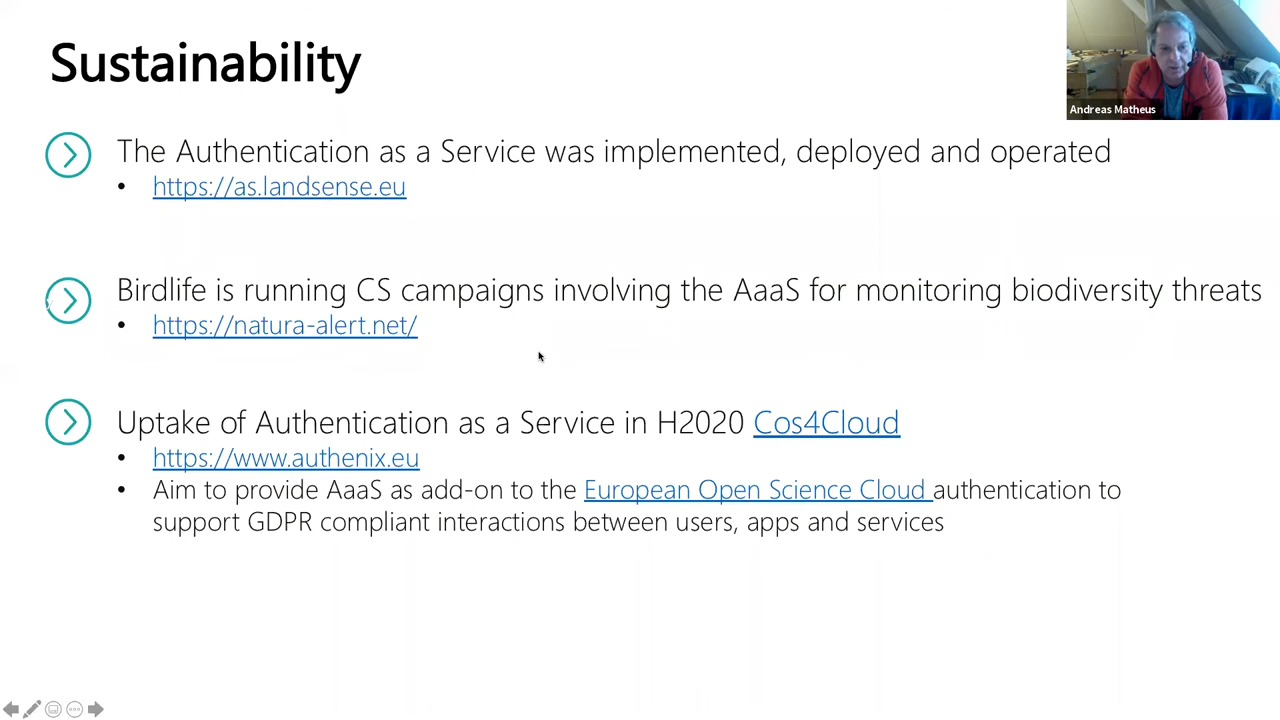 Sustainability
Andreas Matheus
The Authentication as a Service was implemented, deployed and operated
• https://as.landsense.eu
Birdlife is running CS campaigns involving the AaaS for monitoring biodiversity threats
• https://natura-alert.net/
Uptake of Authentication as a Service in H2020 Cos4Cloud
• https://www.authenix.eu
• Aim to provide AaaS as add-on to the European Open Science Cloud authentication to
support GDPR compliant interactions between users, apps and services